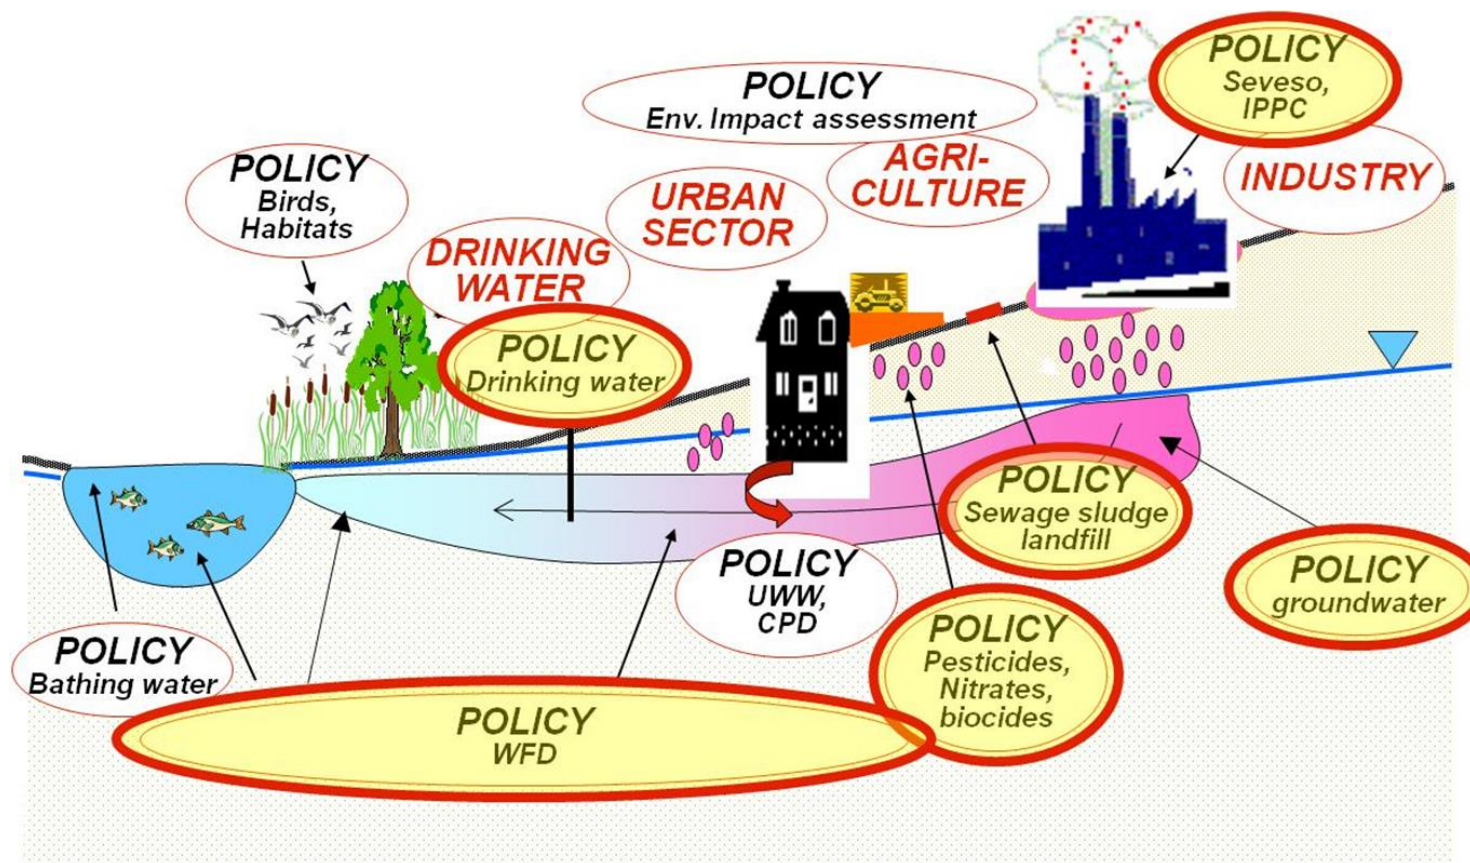 POLICY
Seveso,
IPPC
POLICY
Env. Impact assessment
AGRI-
CULTURE
INDUSTRY
POLICY
Birds,
Habitats
URBAN
SECTOR
DRINKING
WATER
POLICY
Drinking water
POLICY
Sewage sludge
landfill
POLICY
UWW,
CPD
POLICY
groundwater
POLICY
Pesticides,
Nitrates,
biocides
POLICY
Bathing water
POLICY
WFD